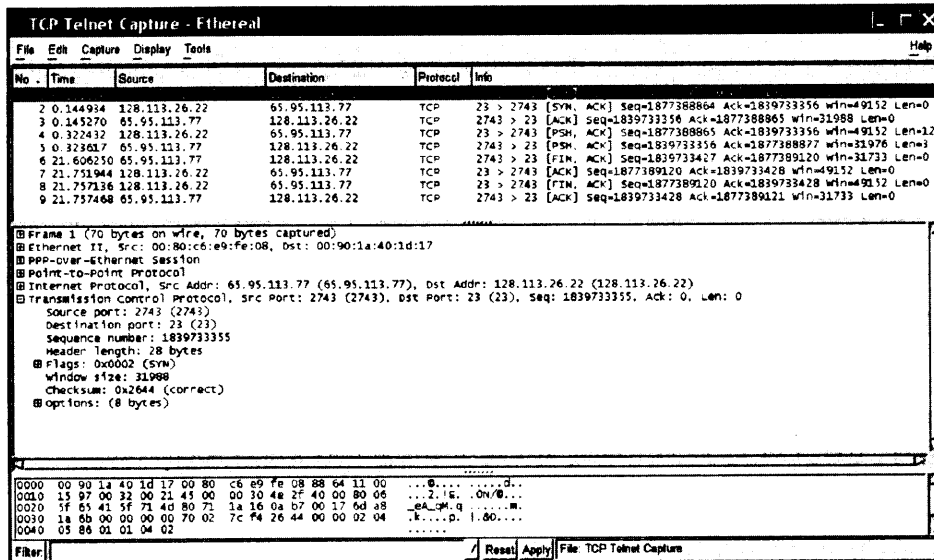 TCP Telnet Capture - Ethereal
File Edit Capture Display Tools Help
No . Time Source Destination Protocol Info
2 0.144934 128.113.26.22 65.95.113.77 TCP 23 > 2743 [SYN, ACK] Seq=1877388864 Ack=1839733356 Win=49152 Len=0
3 0.145270 65.95.113.77 128.113.26.22 TCP 2743 > 23 [ACK] Seq=1839733356 Ack=1877388865 Win=31988 Len=0
4 0.322432 128.113.26.22 65.95.113.77 TCP 23 > 2743 [PSH, ACK] Seq=1877388865 Ack=1839733356 Win=49152 Len=12
5 0.323617 65.95.113.77 128.113.26.22 TCP 2743 > 23 [PSH, ACK] Seq=1839733356 Ack=1877388877 Win=31976 Len=3
6 21.606250 65.95.113.77 128.113.26.22 TCP 2743 > 23 [FIN, ACK] Seq=1839733427 Ack=1877389120 Win=31733 Len=0
7 21.751944 128.113.26.22 65.95.113.77 TCP 23 > 2743 [ACK] Seq=1877389120 Ack=1839733428 Win=49152 Len=0
8 21.757136 128.113.26.22 65.95.113.77 TCP 23 > 2743 [FIN, ACK] Seq=1877389120 Ack=1839733428 Win=49152 Len=0
9 21.757468 65.95.113.77 128.113.26.22 TCP 2743 > 23 [ACK] Seq=1839733428 Ack=1877389121 Win=31733 Len=0
Frame 1 (70 bytes on wire, 70 bytes captured)
Ethernet II, Src: 00:80:c6:e9:fe:08, Dst: 00:90:1a:40:1d:17
PPP-over-Ethernet Session
Point-to-Point Protocol
Internet Protocol, Src Addr: 65.95.113.77 (65.95.113.77), Dst Addr: 128.113.26.22 (128.113.26.22)
Transmission Control Protocol, Src Port: 2743 (2743), Dst Port: 23 (23), Seq: 1839733355, Ack: 0, Len: 0
Source port: 2743 (2743)
Destination port: 23 (23)
Sequence number: 1839733355
Header length: 28 bytes
Flags: 0x0002 (SYN)
Window size: 31988
Checksum: 0x2644 (correct)
Options: (8 bytes)
0000 00 90 1a 40 1d 17 00 80 c6 e9 fe 08 88 64 11 00 ...@.... .....d..
0010 15 97 00 32 00 21 45 00 00 30 4e 2f 40 00 80 06 ...2.!E. .0N/@...
0020 5f 65 41 5f 71 4d 80 71 1a 16 0a b7 00 17 6d a8 _eA_qM.q ......m.
0030 1a 6b 00 00 00 00 70 02 7c f4 26 44 00 00 02 04 .k....p. |.&D....
0040 05 86 01 01 04 02 ......
Filter: / Reset Apply File: TCP Telnet Capture